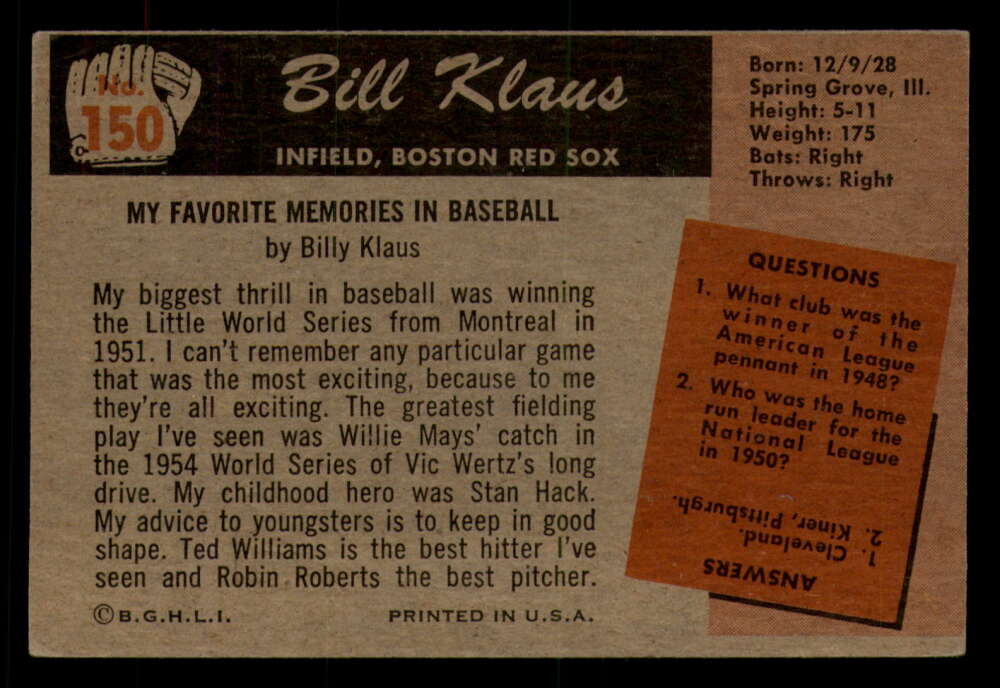 No.
150
Bill Klaus
INFIELD, BOSTON RED SOX
Born: 12/9/28
Spring Grove, Ill.
Height: 5-11
Weight: 175
Bats: Right
Throws: Right
MY FAVORITE MEMORIES IN BASEBALL
by Billy Klaus
My biggest thrill in baseball was winning
the Little World Series from Montreal in
1951. I can't remember any particular game
that was the most exciting, because to me
they're all exciting. The greatest fielding
play I've seen was Willie Mays' catch in
the 1954 World Series of Vic Wertz's long
drive. My childhood hero was Stan Hack.
My advice to youngsters is to keep in good
shape. Ted Williams is the best hitter I've
seen and Robin Roberts the best pitcher.
©B.G.H.L.I.
PRINTED IN U.S.A.
QUESTIONS
1. What club was the
winner of the
American League
pennant in 1948?
2. Who was the home
run leader for the
National League
in 1950?
ANSWERS
1. Cleveland.
2. Kiner, Pittsburgh.